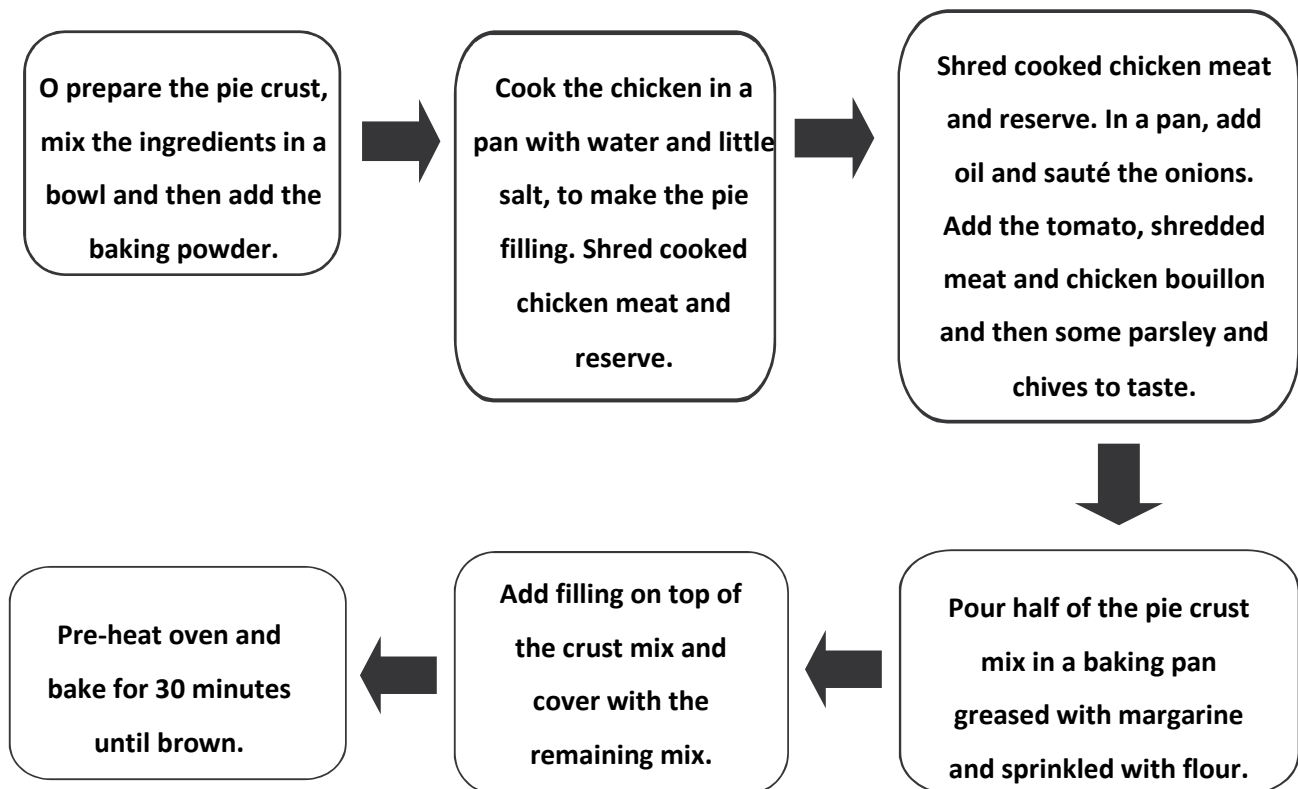 O prepare the pie crust,
mix the ingredients in a
bowl and then add the
baking powder.
Cook the chicken in a
pan with water and little
salt, to make the pie
filling. Shred cooked
chicken meat and
reserve.
Shred cooked chicken meat
and reserve. In a pan, add
oil and sauté the onions.
Add the tomato, shredded
meat and chicken bouillon
and then some parsley and
chives to taste.
Pour half of the pie crust
mix in a baking pan
greased with margarine
and sprinkled with flour.
Add filling on top of
the crust mix and
cover with the
remaining mix.
Pre-heat oven and
bake for 30 minutes
until brown.